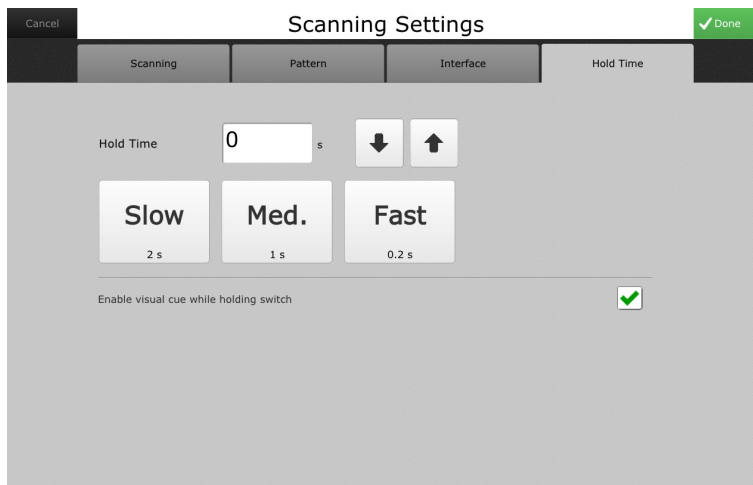 Cancel
Scanning Settings
Done
Scanning
Pattern
Interface
Hold Time
Hold Time
0
s
Slow
2 s
Med.
1 s
Fast
0.2 s
Enable visual cue while holding switch